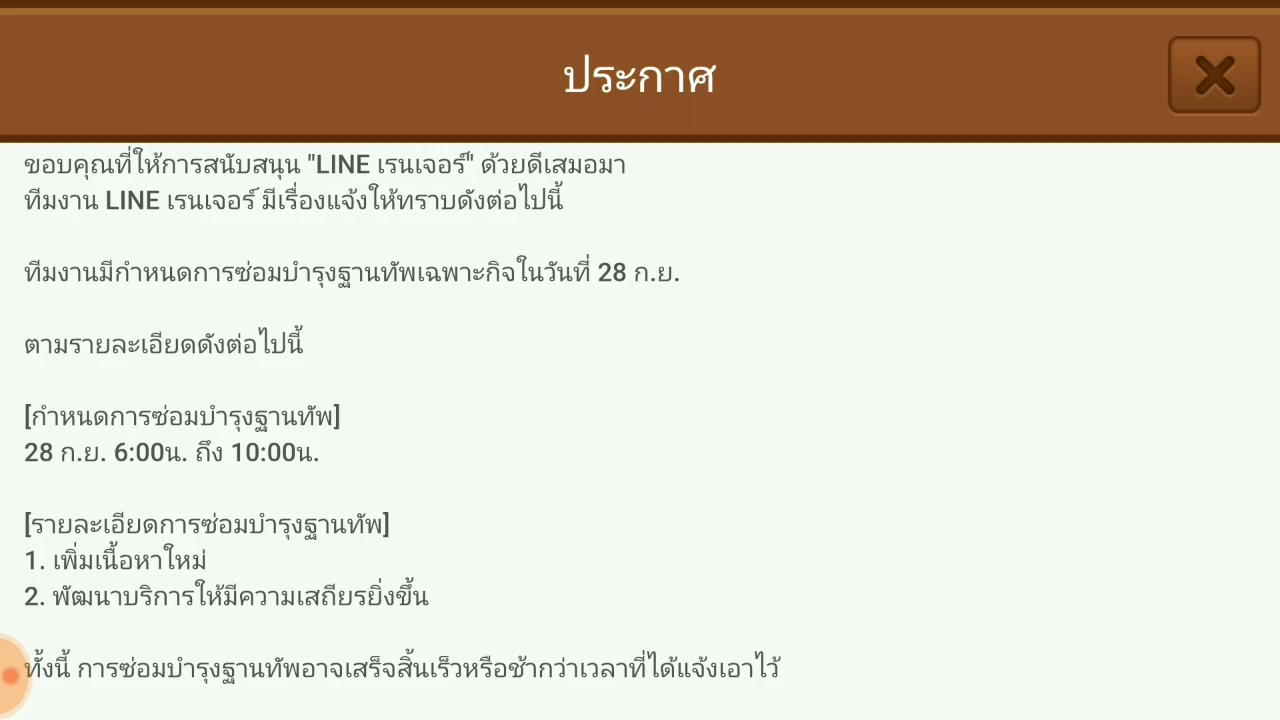 ประกาศ
ขอบคุณที่ให้การสนับสนุน "LINE เรนเจอร์" ด้วยดีเสมอมา
ทีมงาน LINE เรนเจอร์ มีเรื่องแจ้งให้ทราบดังต่อไปนี้
ทีมงานมีกำหนดการซ่อมบำรุงฐานทัพเฉพาะกิจในวันที่ 28 ก.ย.
ตามรายละเอียดดังต่อไปนี้
[กำหนดการซ่อมบำรุงฐานทัพ]
28 ก.ย. 6:00น. ถึง 10:00น.
[รายละเอียดการซ่อมบำรุงฐานทัพ]
1. เพิ่มเนื้อหาใหม่
2. พัฒนาบริการให้มีความเสถียรยิ่งขึ้น
ทั้งนี้ การซ่อมบำรุงฐานทัพอาจเสร็จสิ้นเร็วหรือช้ากว่าเวลาที่ได้แจ้งเอาไว้